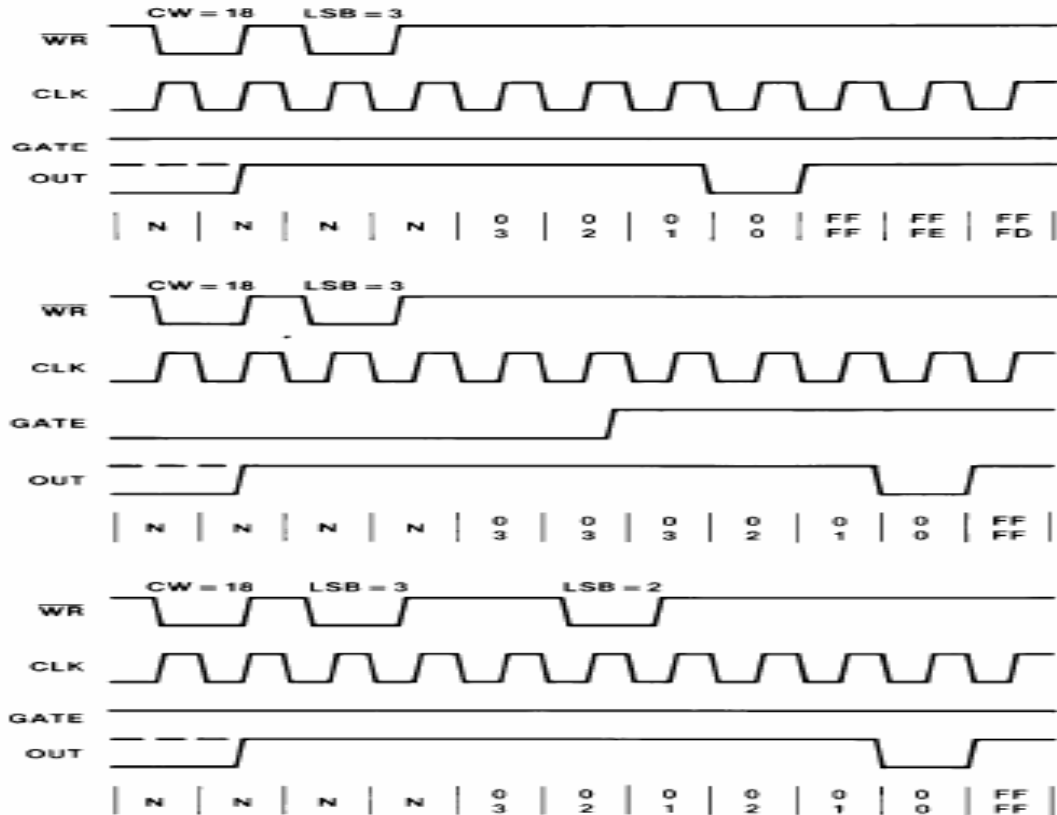 CW = 18 LSB = 3
WR
CLK
GATE
OUT
N N N N 0 0 0 0 FF FF FF
3 2 1 0 FF FE FD
CW = 18 LSB = 3
WR
CLK
GATE
OUT
N N N N 0 0 0 0 0 0 FF
3 3 3 2 1 0 FF
CW = 18 LSB = 3 LSB = 2
WR
CLK
GATE
OUT
N N N N 0 0 0 0 0 0 FF
3 2 1 2 1 0 FF